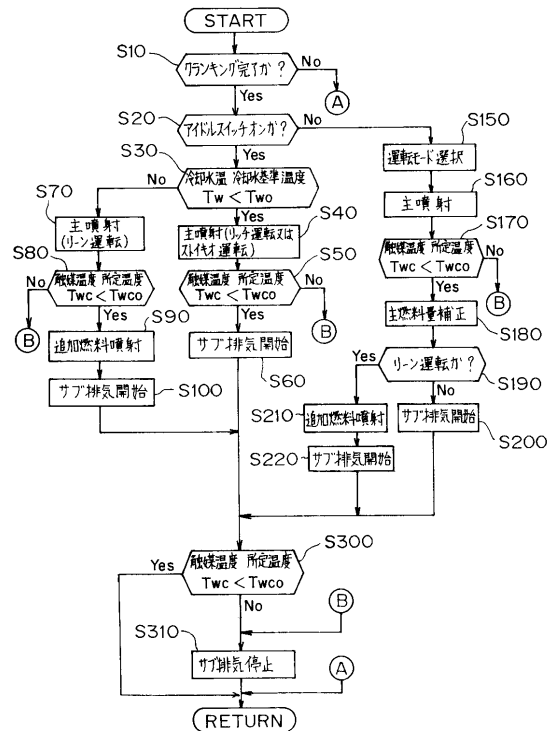 START
S10
クランキング完了か?
No
A
Yes
S20
アイドルスイッチオンか?
No
S150
Yes
運転モード選択
S30
冷却水温 冷却水基準温度
Tw < Two
No
S70
S160
主噴射
(リーン運転)
Yes
S40
主噴射(リッチ運転又は
ストイキオ運転)
主噴射
S170
S80
触媒温度 所定温度
Twc < Twco
No
B
S50
触媒温度 所定温度
Twc < Twco
No
B
触媒温度 所定温度
Twc < Twco
No
B
Yes
S90
Yes
Yes
主燃料量補正
S180
追加燃料噴射
サブ排気開始
S60
リーン運転か?
S190
Yes
No
サブ排気開始
S100
S210
追加燃料噴射
サブ排気開始
S200
S220
サブ排気開始
S300
触媒温度 所定温度
Twc < Twco
Yes
No
B
S310
サブ排気停止
A
RETURN